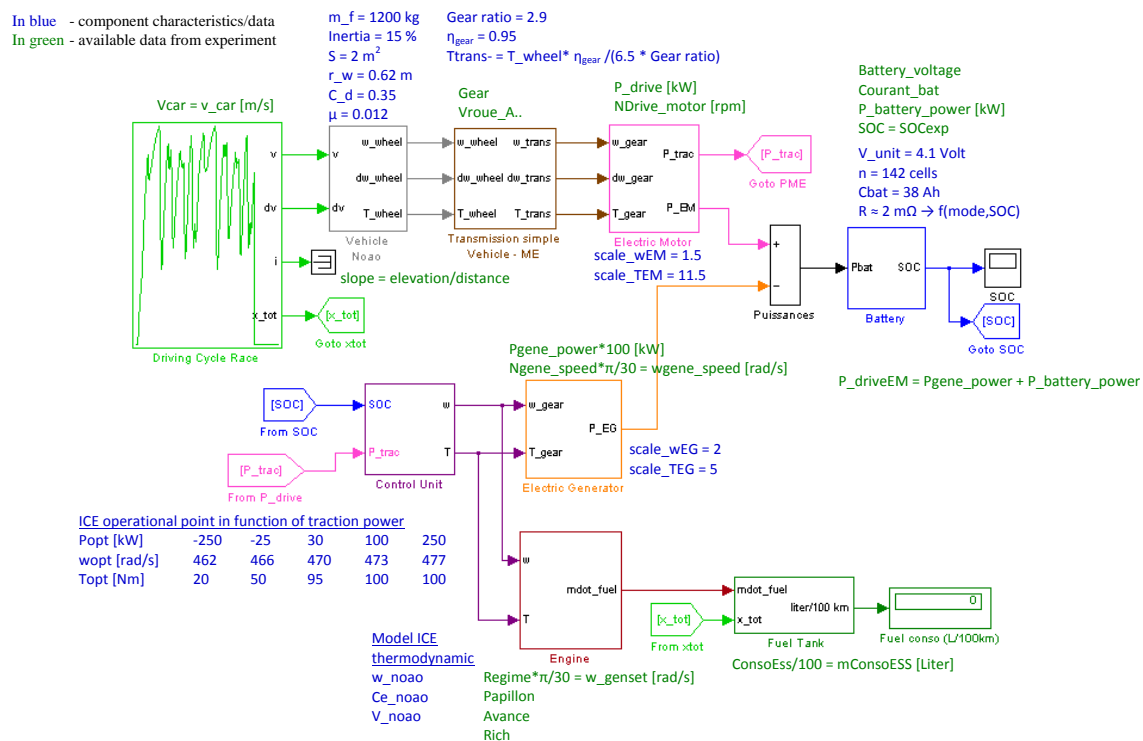 In blue - component characteristics/data
In green - available data from experiment
m_f = 1200 kg
Inertia = 15 %
S = 2 m²
r_w = 0.62 m
C_d = 0.35
µ = 0.012
Gear ratio = 2.9
η_gear = 0.95
Ttrans- = T_wheel* η_gear /(6.5 * Gear ratio)
Vcar = v_car [m/s]
Gear
Vroue_A..
P_drive [kW]
NDrive_motor [rpm]
Battery_voltage
Courant_bat
P_battery_power [kW]
SOC = SOCexp
V_unit = 4.1 Volt
n = 142 cells
Cbat = 38 Ah
R ≈ 2 mΩ → f(mode,SOC)
v
dv
i
x_tot
Driving Cycle Race
[x_tot]
Goto xtot
v
dv
w_wheel
dw_wheel
T_wheel
Vehicle
Noao
slope = elevation/distance
w_wheel w_trans
dw_wheel dw_trans
T_wheel T_trans
Transmission simple
Vehicle - ME
w_gear
dw_gear
T_gear
P_trac
P_EM
Electric Motor
[P_trac]
Goto PME
scale_wEM = 1.5
scale_TEM = 11.5
+
−
Puissances
Pbat
SOC
Battery
SOC
[SOC]
Goto SOC
P_driveEM = Pgene_power + P_battery_power
Pgene_power*100 [kW]
Ngene_speed*π/30 = wgene_speed [rad/s]
[SOC]
From SOC
[P_trac]
From P_drive
SOC
P_trac
w
T
Control Unit
w_gear
T_gear
P_EG
Electric Generator
scale_wEG = 2
scale_TEG = 5
ICE operational point in function of traction power
Popt [kW] -250 -25 30 100 250
wopt [rad/s] 462 466 470 473 477
Topt [Nm] 20 50 95 100 100
w
T
mdot_fuel
Engine
[x_tot]
From xtot
mdot_fuel
liter/100 km
x_tot
Fuel Tank
0
Fuel conso (L/100km)
ConsoEss/100 = mConsoESS [Liter]
Model ICE
thermodynamic
w_noao
Ce_noao
V_noao
Regime*π/30 = w_genset [rad/s]
Papillon
Avance
Rich